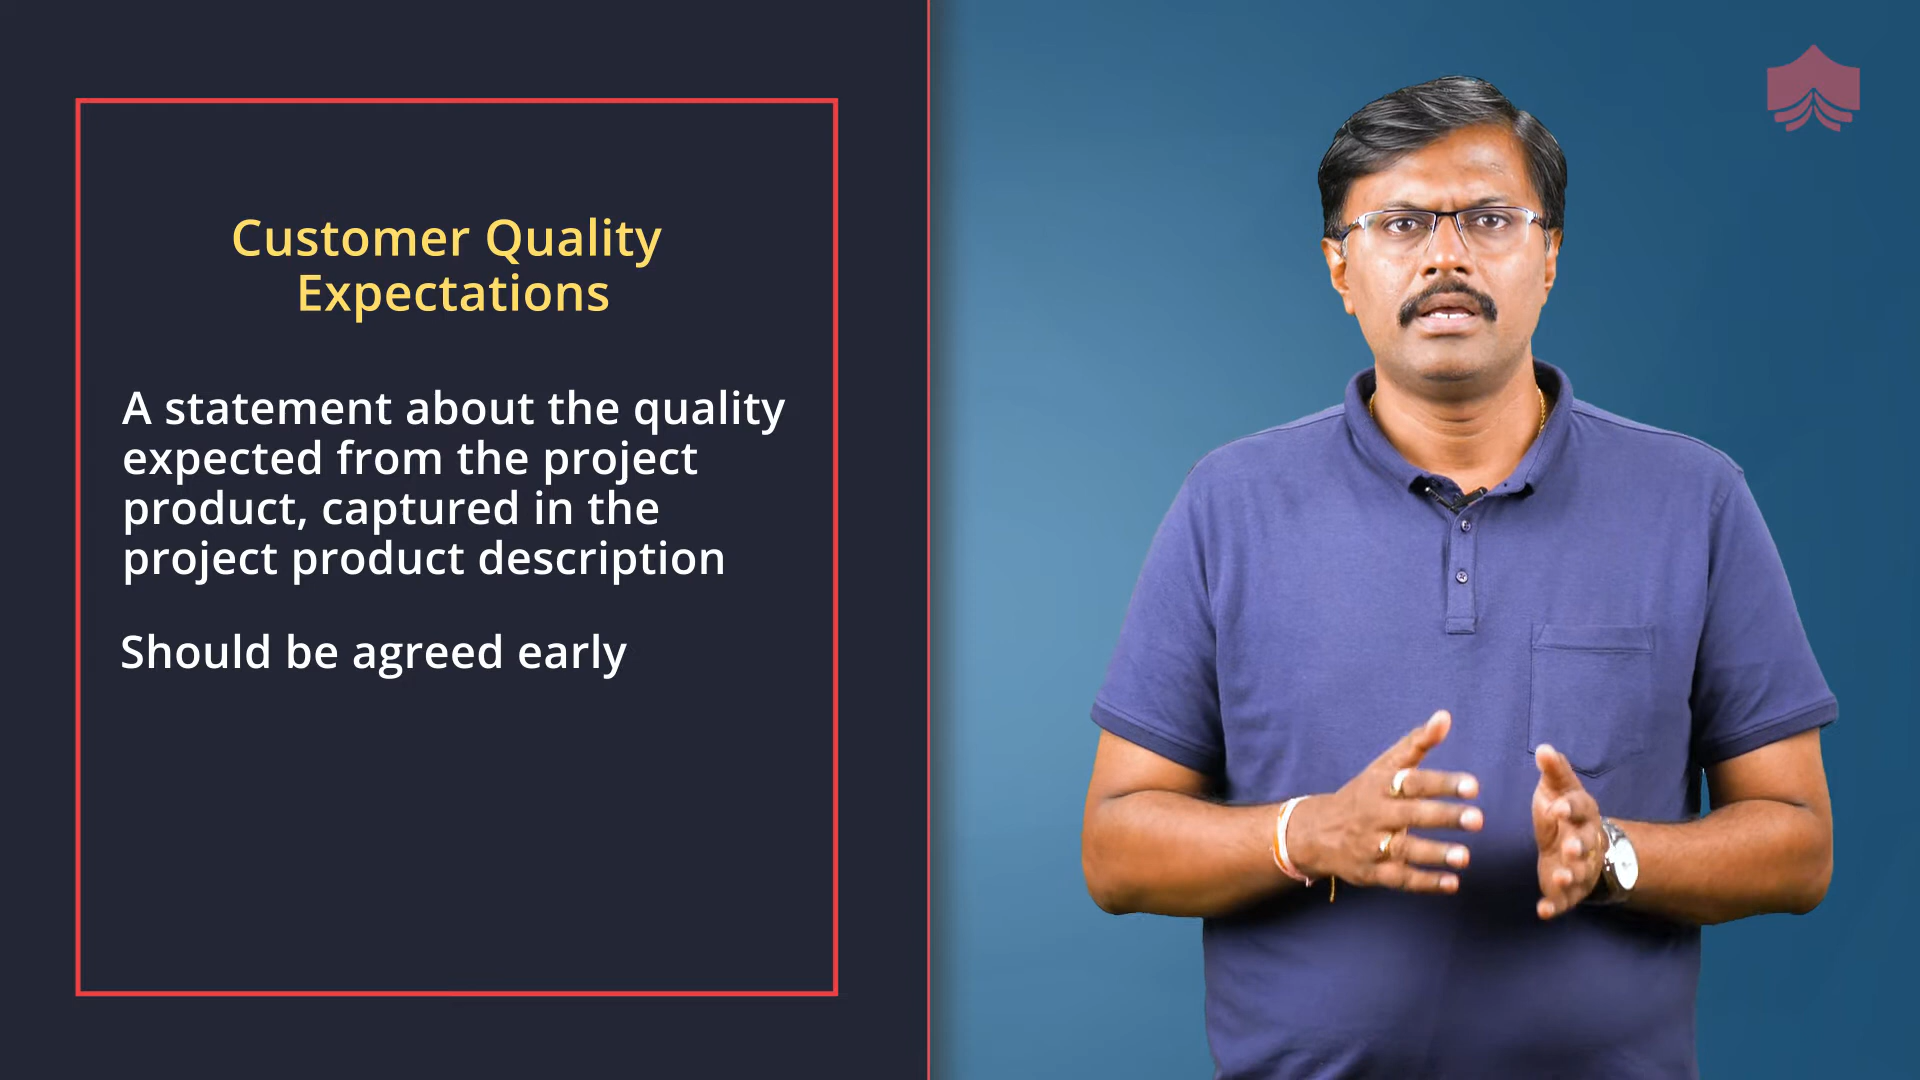 Customer Quality
Expectations
A statement about the quality
expected from the project
product, captured in the
project product description
Should be agreed early